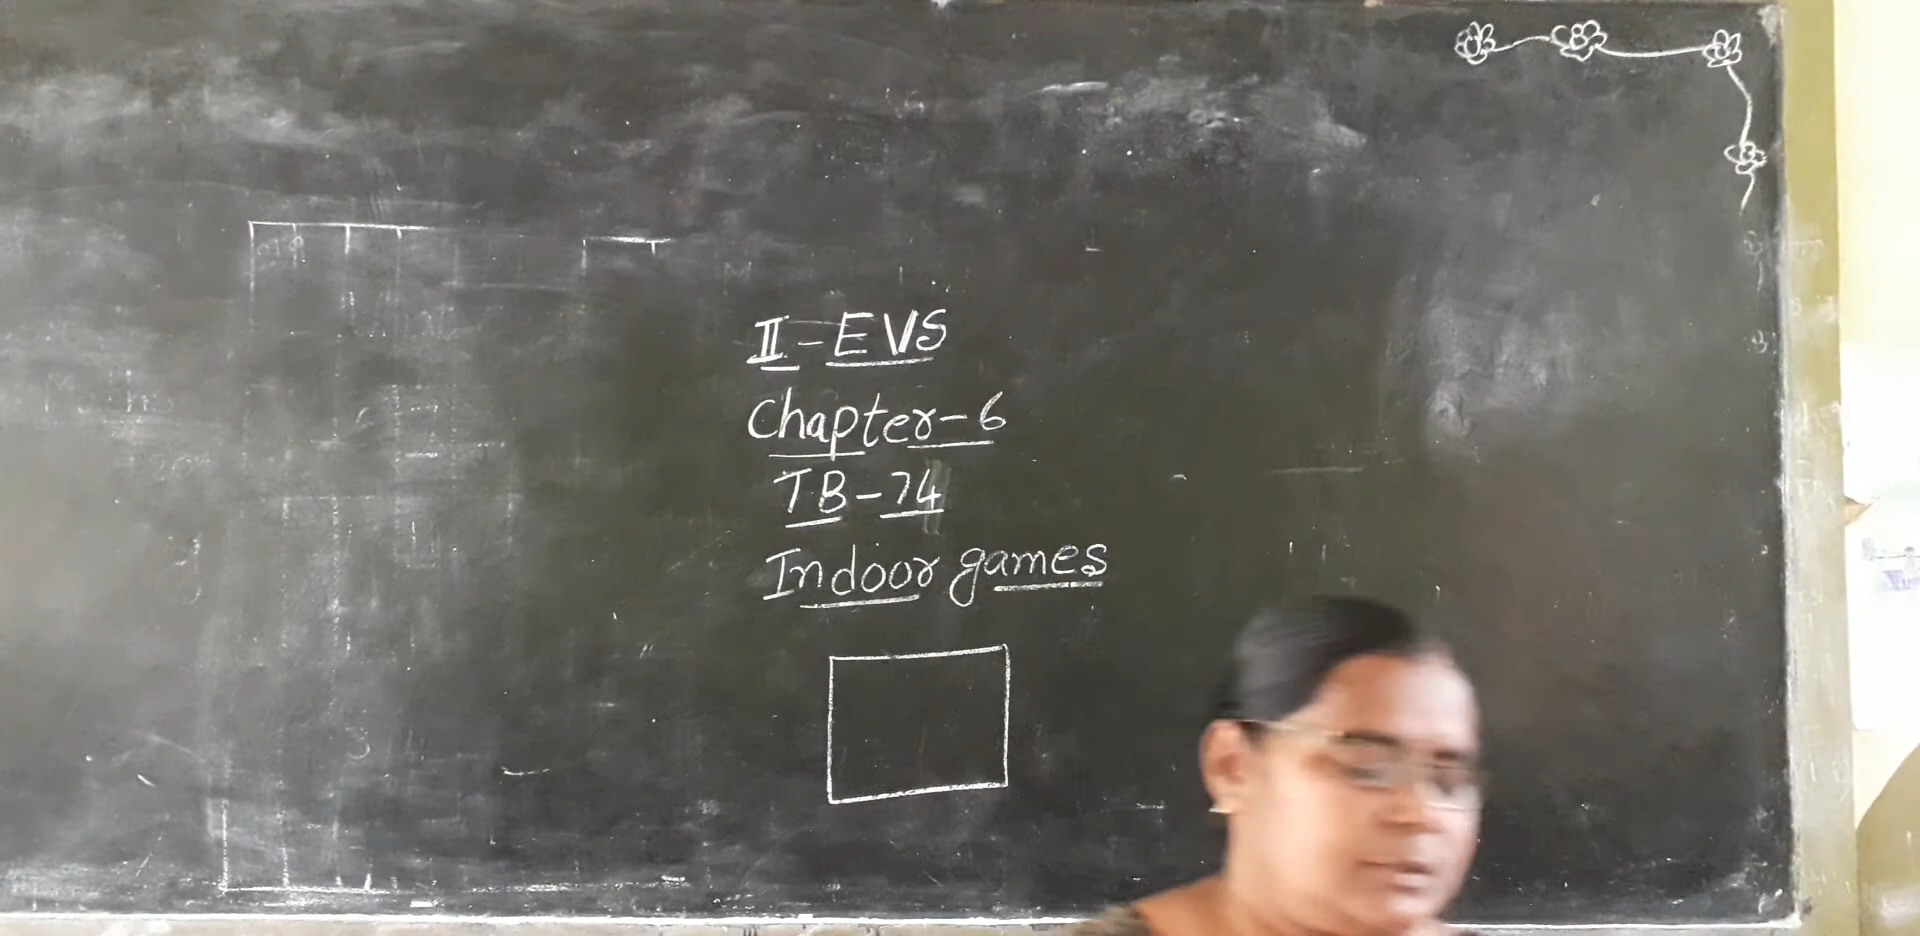 II - EVS
Chapter - 6
TB - 74
Indoor games